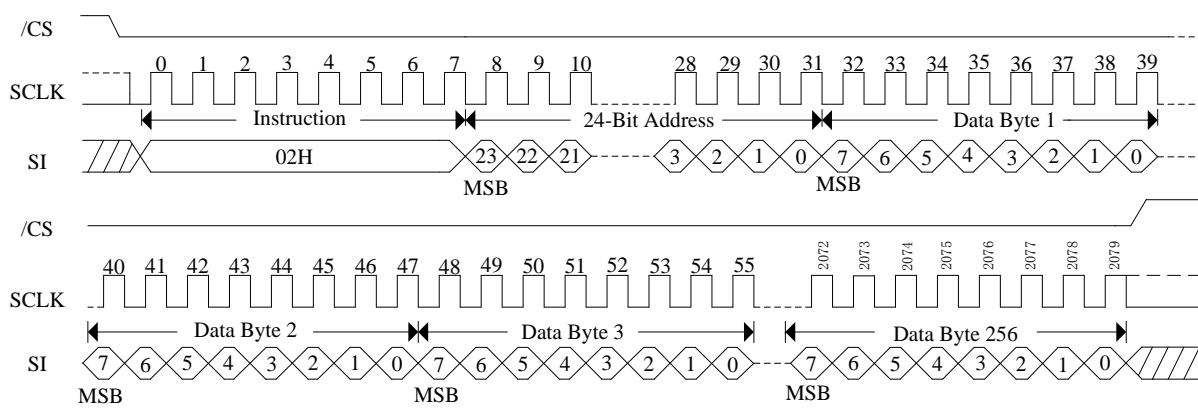 /CS
0 1 2 3 4 5 6 7 8 9 10 28 29 30 31 32 33 34 35 36 37 38 39
SCLK
Instruction 24-Bit Address Data Byte 1
SI 02H 23 22 21 3 2 1 0 7 6 5 4 3 2 1 0
MSB MSB
/CS
40 41 42 43 44 45 46 47 48 49 50 51 52 53 54 55 2072 2073 2074 2075 2076 2077 2078 2079
SCLK
Data Byte 2 Data Byte 3 Data Byte 256
SI 7 6 5 4 3 2 1 0 7 6 5 4 3 2 1 0 7 6 5 4 3 2 1 0
MSB MSB MSB